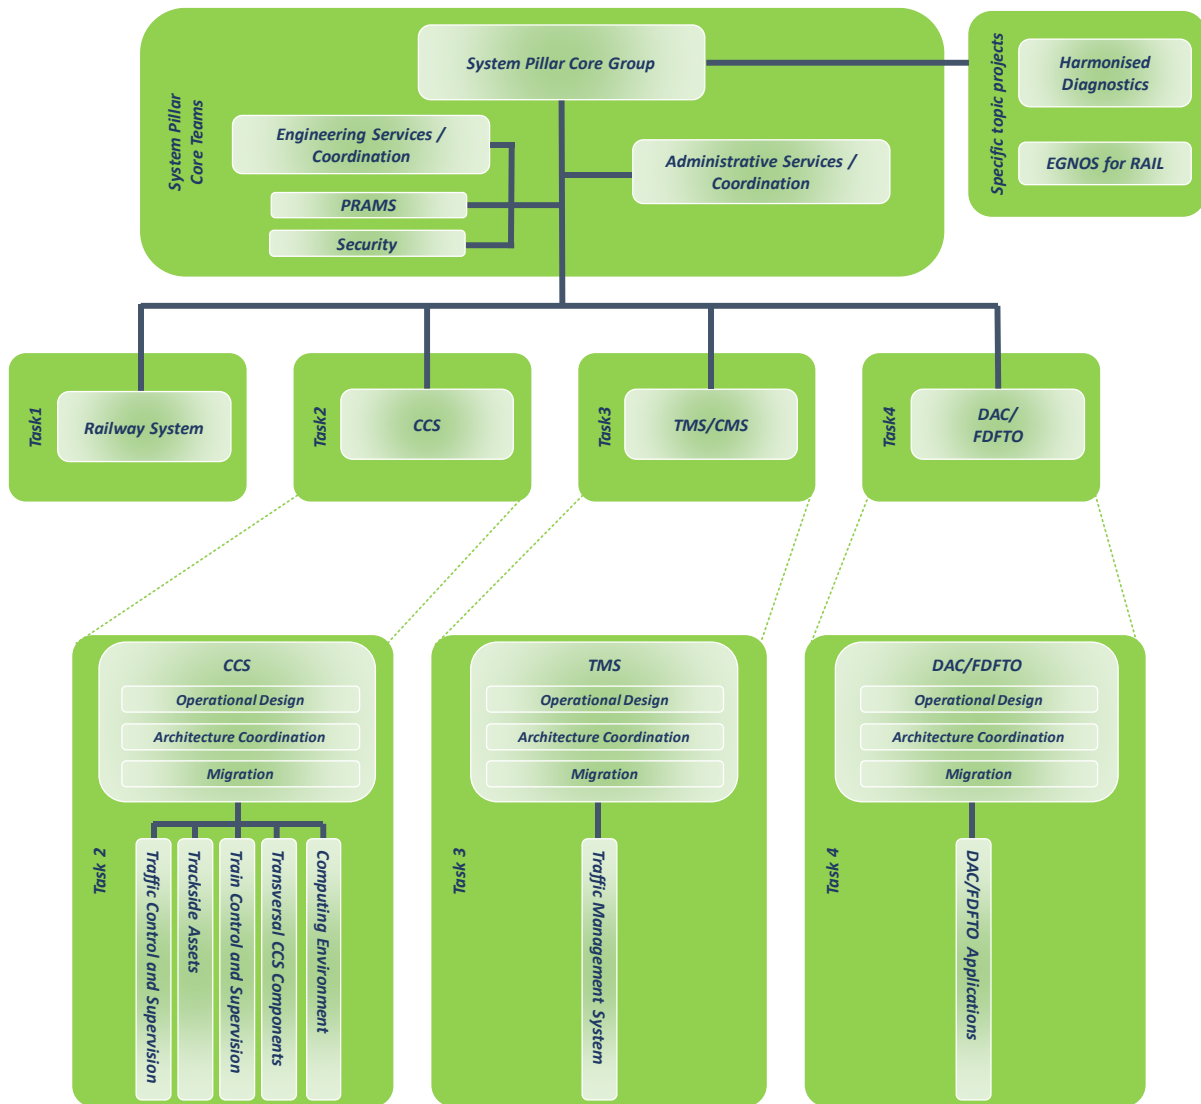 System Pillar Core Group
System Pillar
Core Teams
Engineering Services /
Coordination
PRAMS
Security
Administrative Services /
Coordination
Specific topic projects
Harmonised
Diagnostics
EGNOS for RAIL
Task1
Railway System
Task2
CCS
Task3
TMS/CMS
Task4
DAC/
FDFTO
CCS
Operational Design
Architecture Coordination
Migration
Task 2
Traffic Control and Supervision
Trackside Assets
Train Control and Supervision
Transversal CCS Components
Computing Environment
TMS
Operational Design
Architecture Coordination
Migration
Task 3
Traffic Management System
DAC/FDFTO
Operational Design
Architecture Coordination
Migration
Task 4
DAC/FDFTO Applications